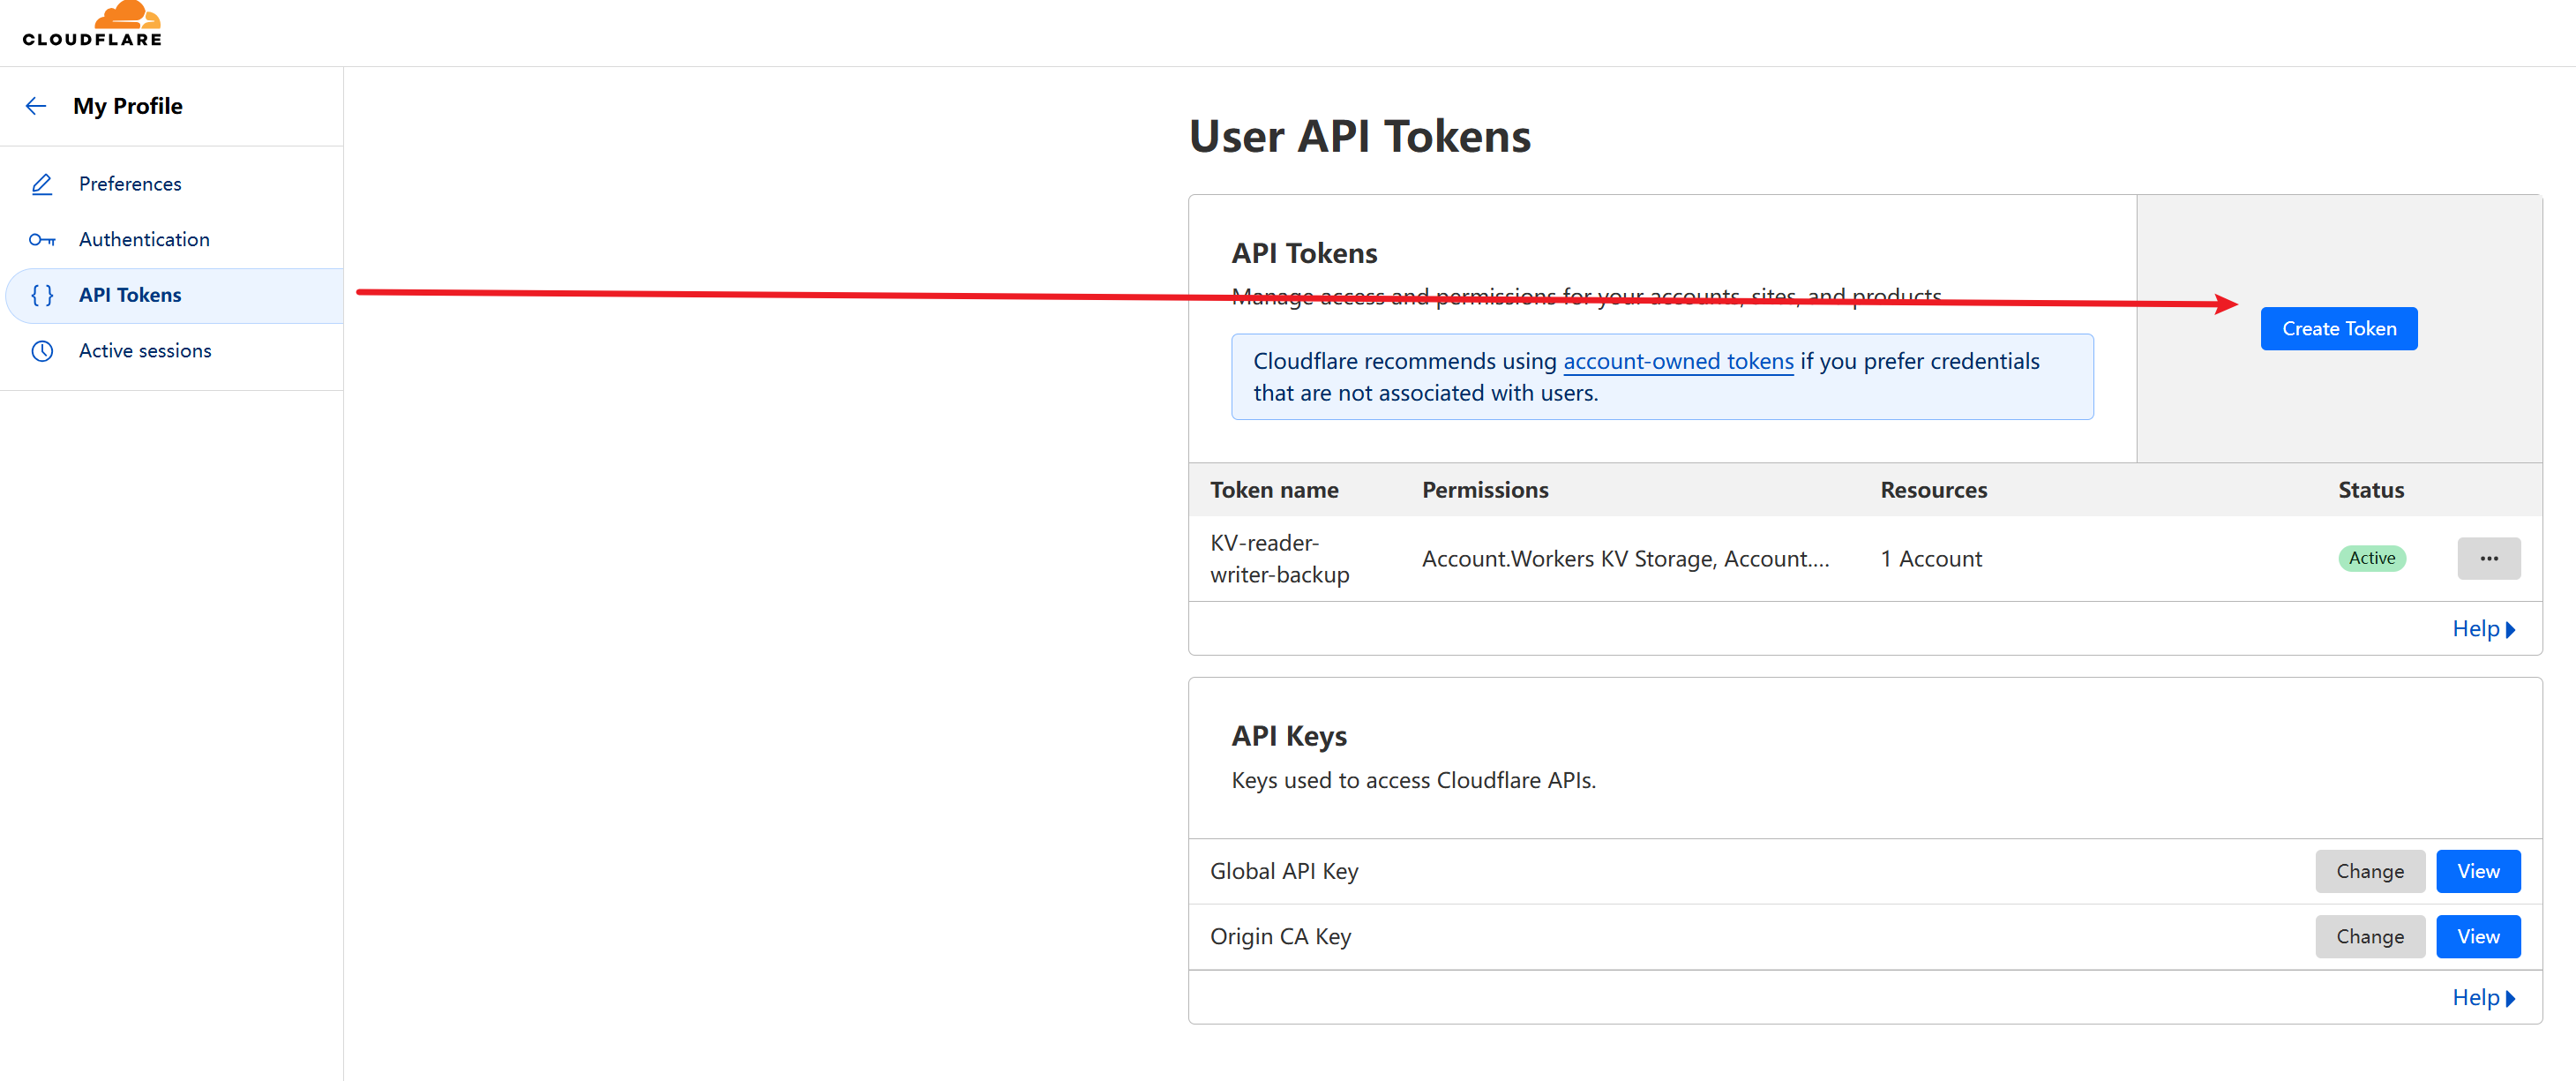 CLOUDFLARE
My Profile
Preferences
Authentication
{ } API Tokens
Active sessions
User API Tokens
API Tokens
Manage access and permissions for your accounts, sites, and products
Create Token
Cloudflare recommends using account-owned tokens if you prefer credentials
that are not associated with users.
Token name Permissions Resources Status
KV-reader-
writer-backup
Account.Workers KV Storage, Account....
1 Account
Active
...
Help
API Keys
Keys used to access Cloudflare APIs.
Global API Key Change View
Origin CA Key Change View
Help